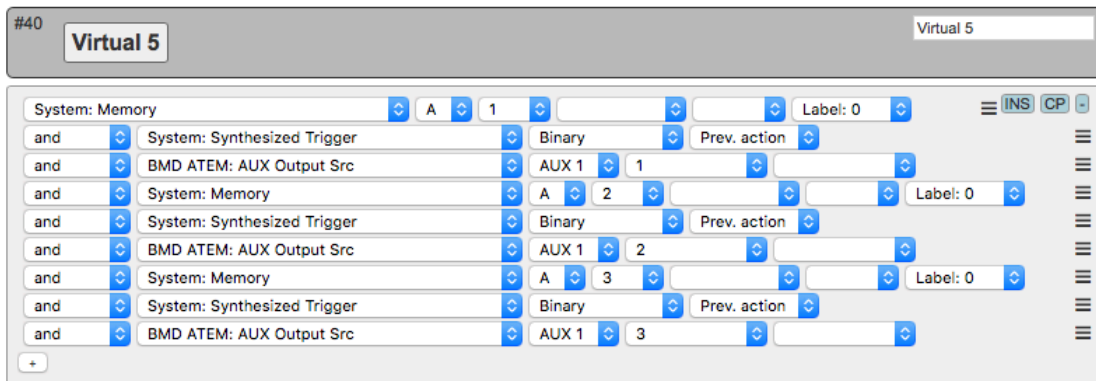 #40
Virtual 5 Virtual 5
System: Memory A 1 Label: 0 INS CP -
and System: Synthesized Trigger Binary Prev. action
and BMD ATEM: AUX Output Src AUX 1 1
and System: Memory A 2 Label: 0
and System: Synthesized Trigger Binary Prev. action
and BMD ATEM: AUX Output Src AUX 1 2
and System: Memory A 3 Label: 0
and System: Synthesized Trigger Binary Prev. action
and BMD ATEM: AUX Output Src AUX 1 3
+